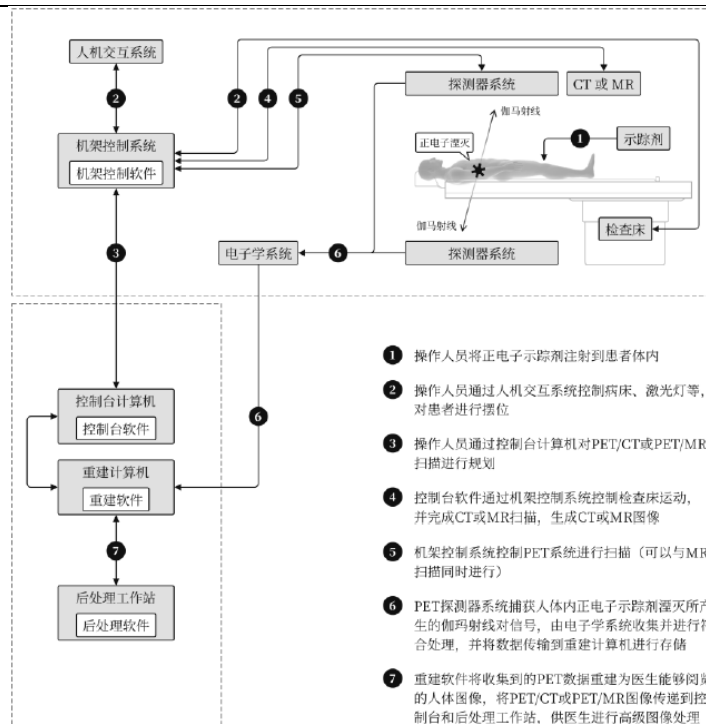 人机交互系统
2
2
4
5
探测器系统
CT 或 MR
伽马射线
机架控制系统
机架控制软件
正电子湮灭
1
示踪剂
伽马射线
检查床
3
电子学系统
6
探测器系统
1 操作人员将正电子示踪剂注射到患者体内
控制台计算机
控制台软件
2 操作人员通过人机交互系统控制病床、激光灯等，
对患者进行摆位
6
3 操作人员通过控制台计算机对PET/CT或PET/MR
扫描进行规划
重建计算机
重建软件
4 控制台软件通过机架控制系统控制检查床运动，
并完成CT或MR扫描，生成CT或MR图像
7
5 机架控制系统控制PET系统进行扫描（可以与MR
扫描同时进行）
后处理工作站
后处理软件
6 PET探测器系统捕获人体内正电子示踪剂湮灭所产
生的伽玛射线对信号，由电子学系统收集并进行符
合处理，并将数据传输到重建计算机进行存储
7 重建软件将收集到的PET数据重建为医生能够阅览
的人体图像，将PET/CT或PET/MR图像传递到控
制台和后处理工作站，供医生进行高级图像处理